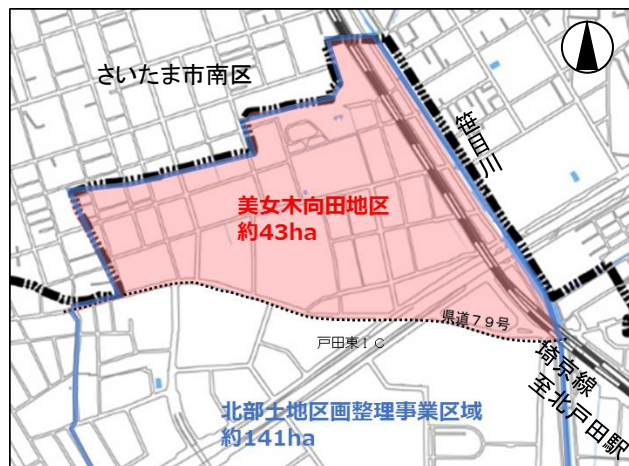 さいたま市南区
笹目川
美女木向田地区
約43ha
県道７９号
戸田東ＩＣ
埼京線
至北戸田駅
北部土地区画整理事業区域
約141ha